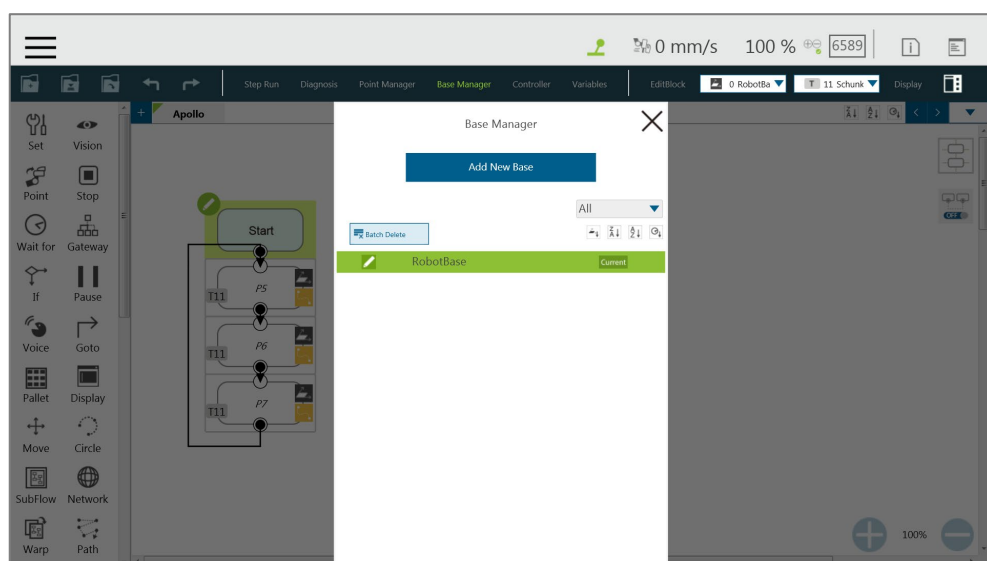 0 mm/s 100 % 6589
Step Run Diagnosis Point Manager Base Manager Controller Variables EditBlock 0 RobotBa T 11 Schunk Display
+ Apollo
Set Vision
Point Stop
Wait for Gateway
If Pause
Voice Goto
Pallet Display
Move Circle
SubFlow Network
Warp Path
Start
P5
T11
P6
T11
P7
T11
Base Manager
Add New Base
All
Batch Delete
RobotBase Current
OFF
100%